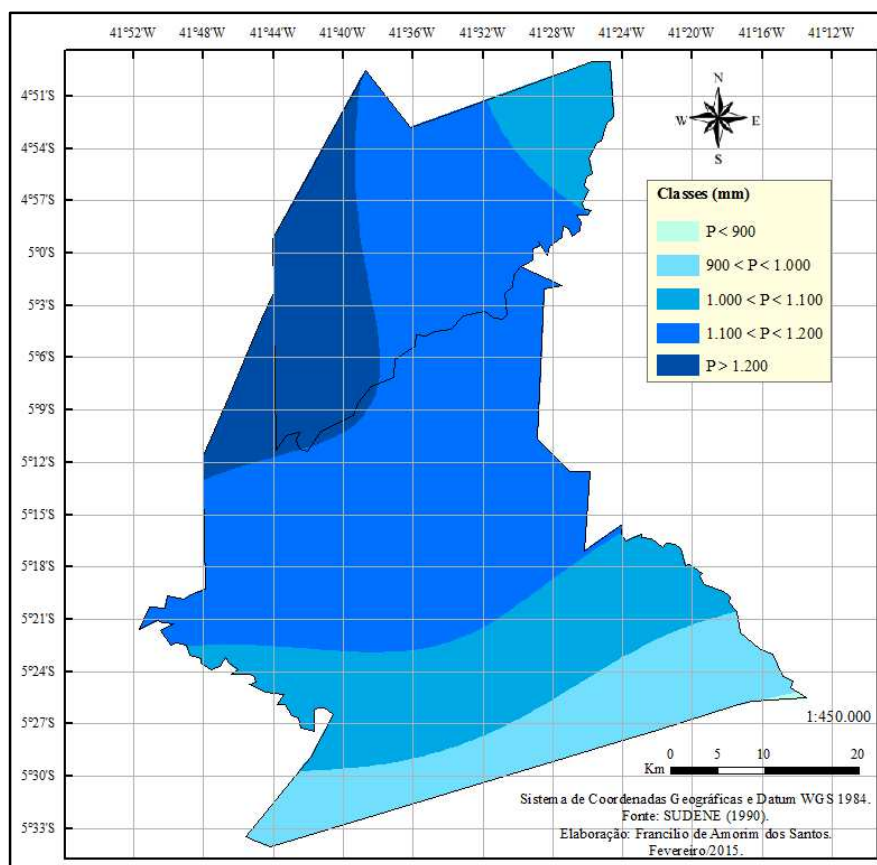 41°52'W 41°48'W 41°44'W 41°40'W 41°36'W 41°32'W 41°28'W 41°24'W 41°20'W 41°16'W 41°12'W
4°51'S
4°54'S
4°57'S
5°0'S
5°3'S
5°6'S
5°9'S
5°12'S
5°15'S
5°18'S
5°21'S
5°24'S
5°27'S
5°30'S
5°33'S
N
W E
S
Classes (mm)
P < 900
900 < P < 1.000
1.000 < P < 1.100
1.100 < P < 1.200
P > 1.200
1:450.000
0 5 10 20
Km
Sistema de Coordenadas Geográficas e Datum WGS 1984.
Fonte: SUDENE (1990).
Elaboração: Francílio de Amorim dos Santos.
Fevereiro/2015.